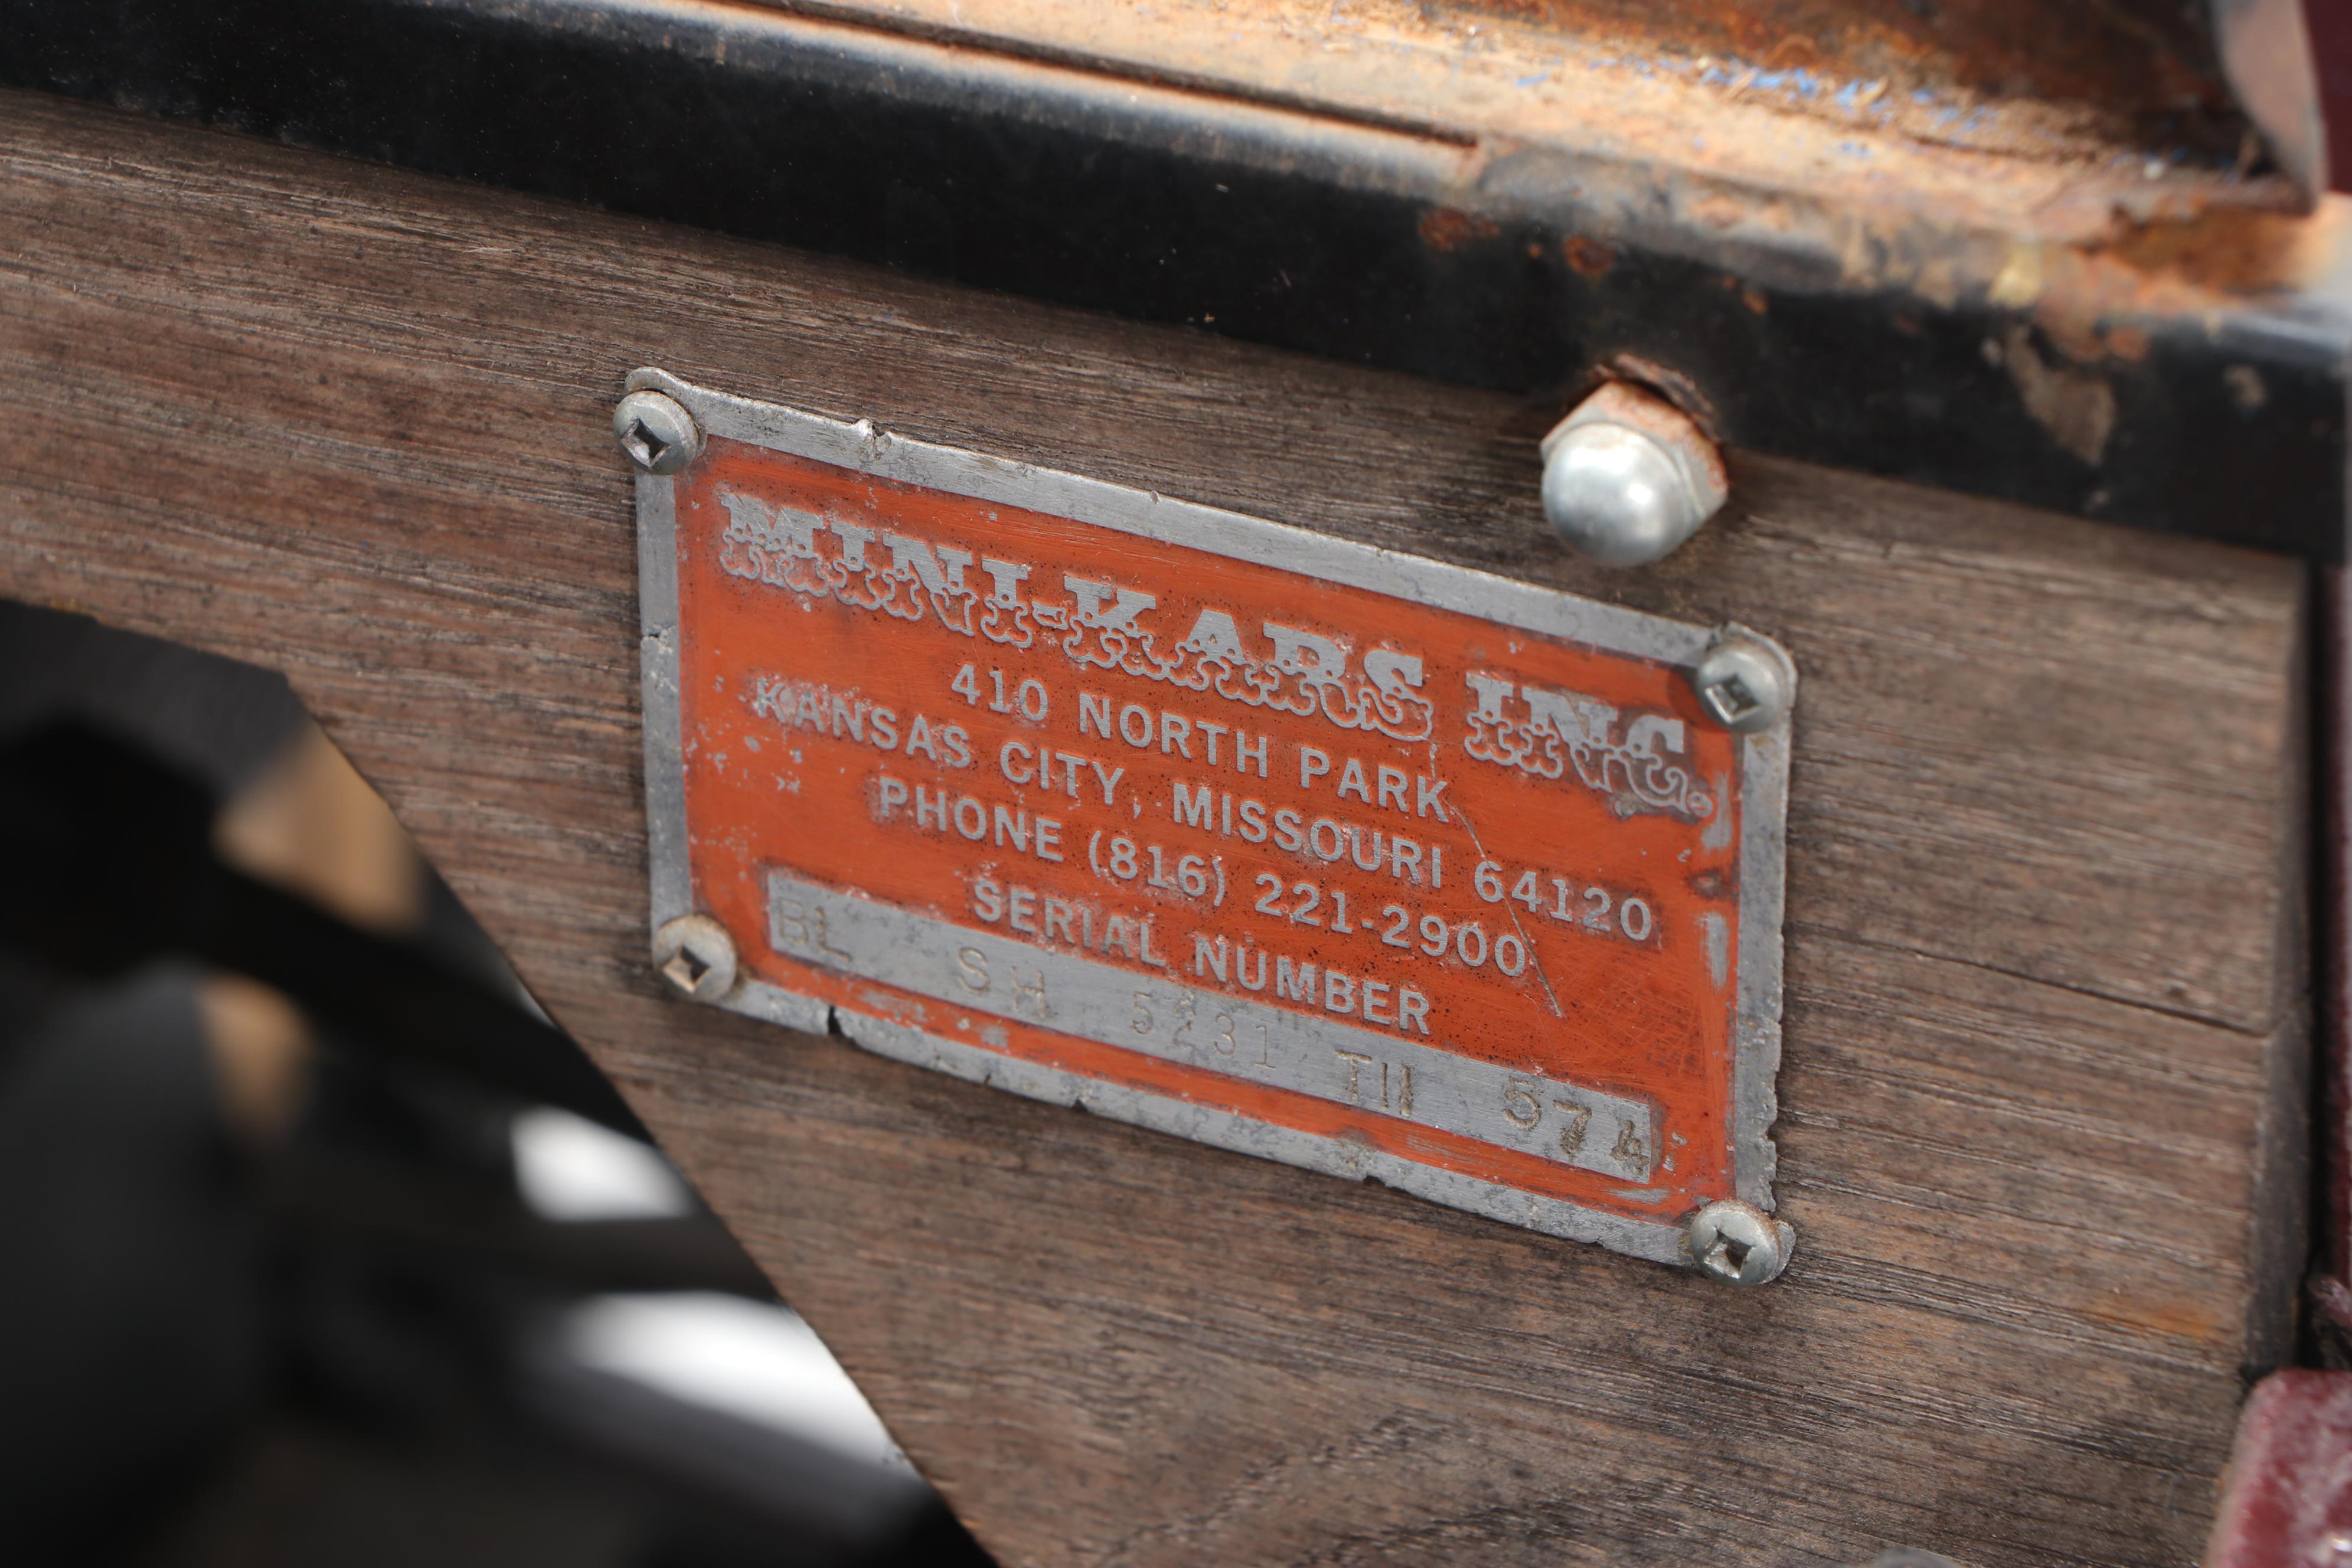 MINI-KARS INC.
410 NORTH PARK
KANSAS CITY, MISSOURI 64120
PHONE (816) 221-2900
SERIAL NUMBER
BL SH 5231 TII 574